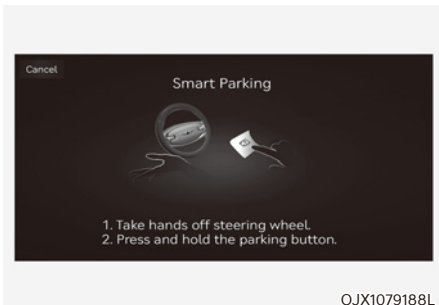 Cancel
Smart Parking
1. Take hands off steering wheel.
2. Press and hold the parking button.
OJX1079188L